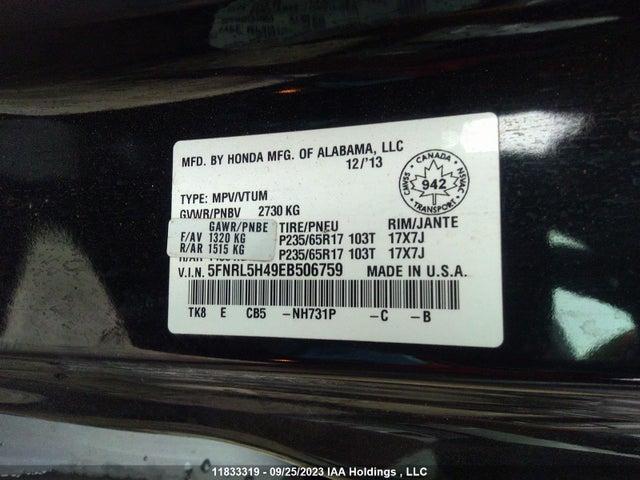 MFD. BY HONDA MFG. OF ALABAMA, LLC
12/'13
CANADA
CMVSS
942
NSVAC
TRANSPORT
TYPE: MPV/VTUM
GVWR/PNBV 2730 KG
GAWR/PNBE TIRE/PNEU RIM/JANTE
F/AV 1320 KG P235/65R17 103T 17X7J
R/AR 1515 KG P235/65R17 103T 17X7J
V.I.N. 5FNRL5H49EB506759 MADE IN U.S.A.
TK8 E CB5 -NH731P -C -B
11833319 - 09/25/2023 IAA Holdings , LLC